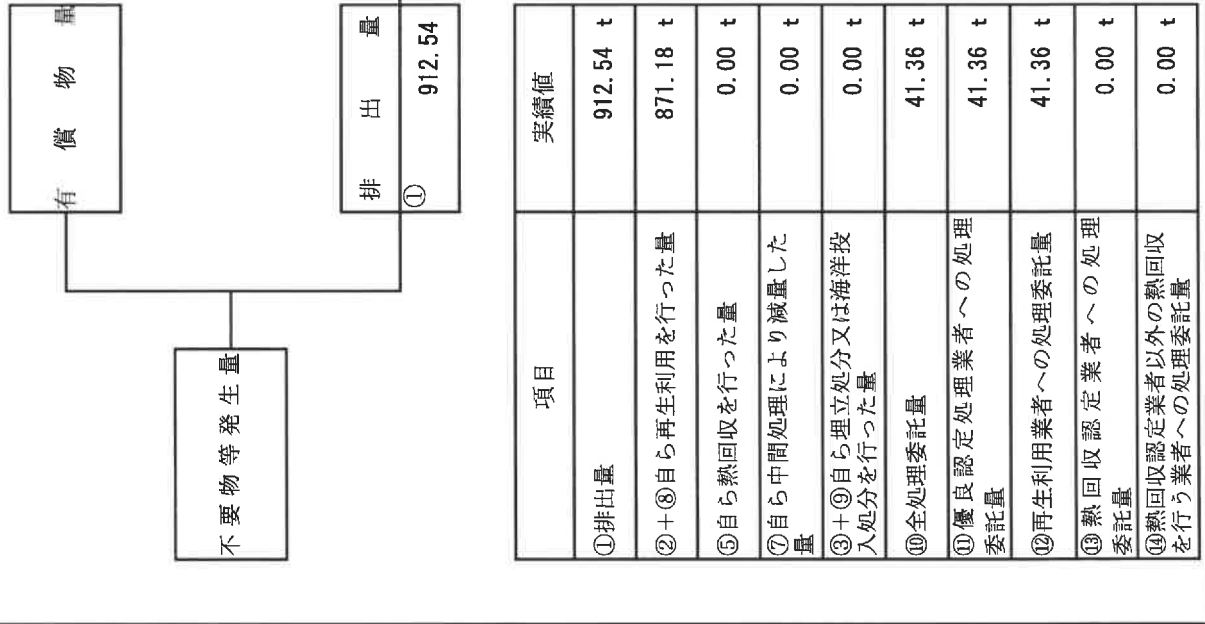 有償物量
不要物等発生量
排出量
①
912.54
項目
実績値
①排出量
912.54 t
②+⑧自ら再生利用を行った量
871.18 t
⑤自ら熱回収を行った量
0.00 t
⑦自ら中間処理により減量した
量
0.00 t
③+⑨自ら埋立処分又は海洋投
入処分を行った量
0.00 t
⑩全処理委託量
41.36 t
⑪優良認定処理業者への処理
委託量
41.36 t
⑫再生利用業者への処理委託量
41.36 t
⑬熱回収認定業者への処理
委託量
0.00 t
⑭熱回収認定業者以外の熱回収
を行う業者への処理委託量
0.00 t